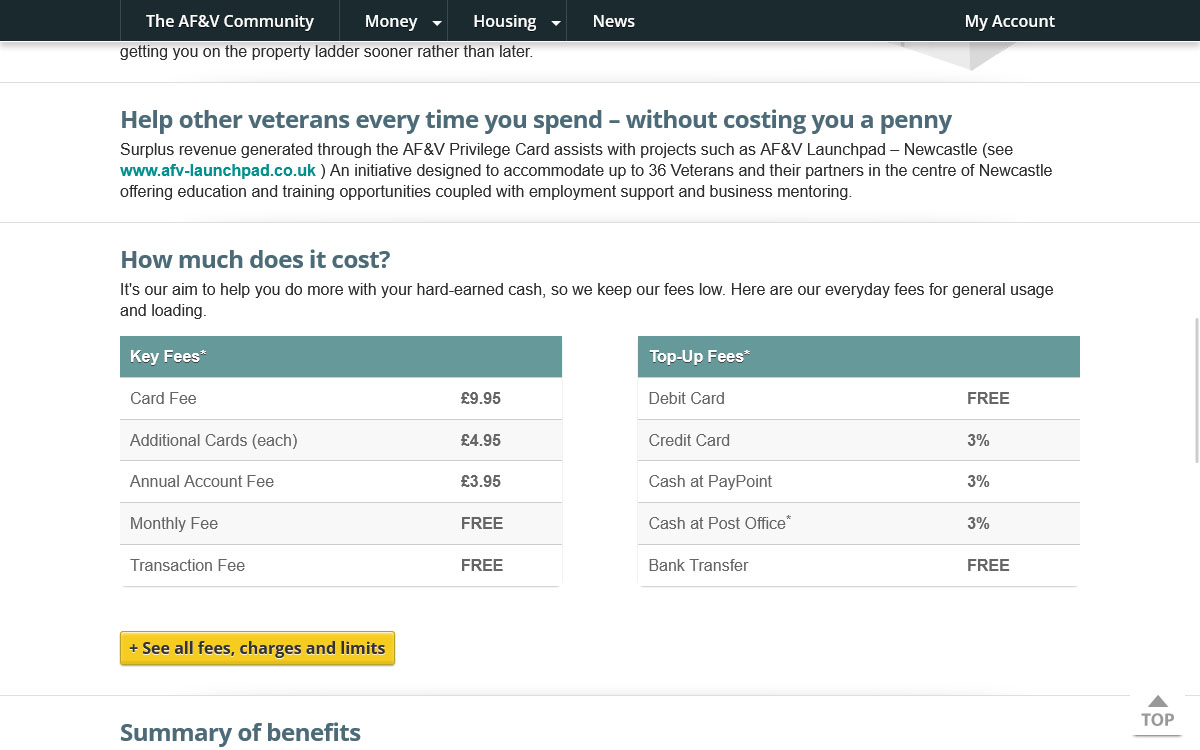 The AF&V Community Money Housing News My Account
getting you on the property ladder sooner rather than later.
Help other veterans every time you spend – without costing you a penny
Surplus revenue generated through the AF&V Privilege Card assists with projects such as AF&V Launchpad – Newcastle (see
www.afv-launchpad.co.uk ) An initiative designed to accommodate up to 36 Veterans and their partners in the centre of Newcastle
offering education and training opportunities coupled with employment support and business mentoring.
How much does it cost?
It's our aim to help you do more with your hard-earned cash, so we keep our fees low. Here are our everyday fees for general usage
and loading.
Key Fees*
Card Fee £9.95
Additional Cards (each) £4.95
Annual Account Fee £3.95
Monthly Fee FREE
Transaction Fee FREE
Top-Up Fees*
Debit Card FREE
Credit Card 3%
Cash at PayPoint 3%
Cash at Post Office* 3%
Bank Transfer FREE
+ See all fees, charges and limits
TOP
Summary of benefits